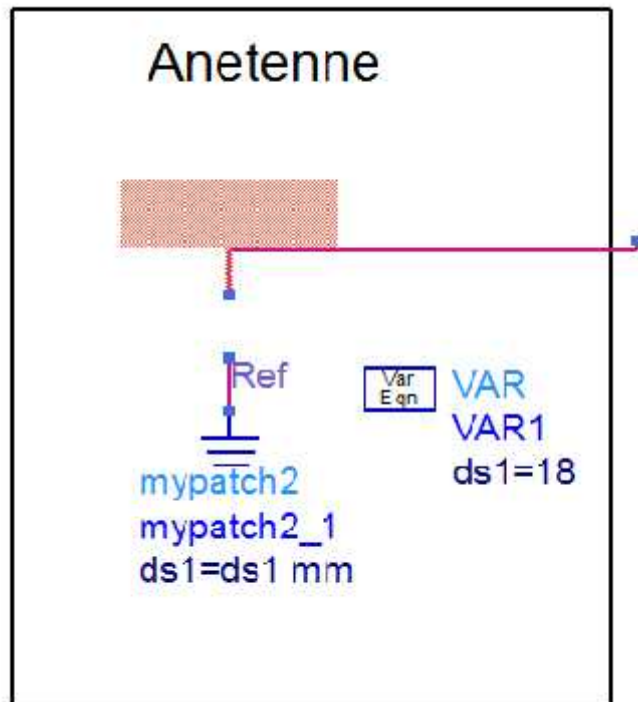 Anetenne
Ref
Var
Eqn
VAR
VAR1
ds1=18
mypatch2
mypatch2_1
ds1=ds1 mm